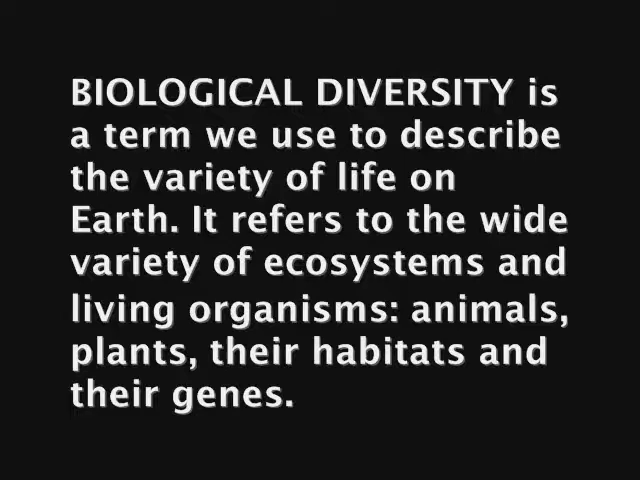 BIOLOGICAL DIVERSITY is
a term we use to describe
the variety of life on
Earth. It refers to the wide
variety of ecosystems and
living organisms: animals,
plants, their habitats and
their genes.